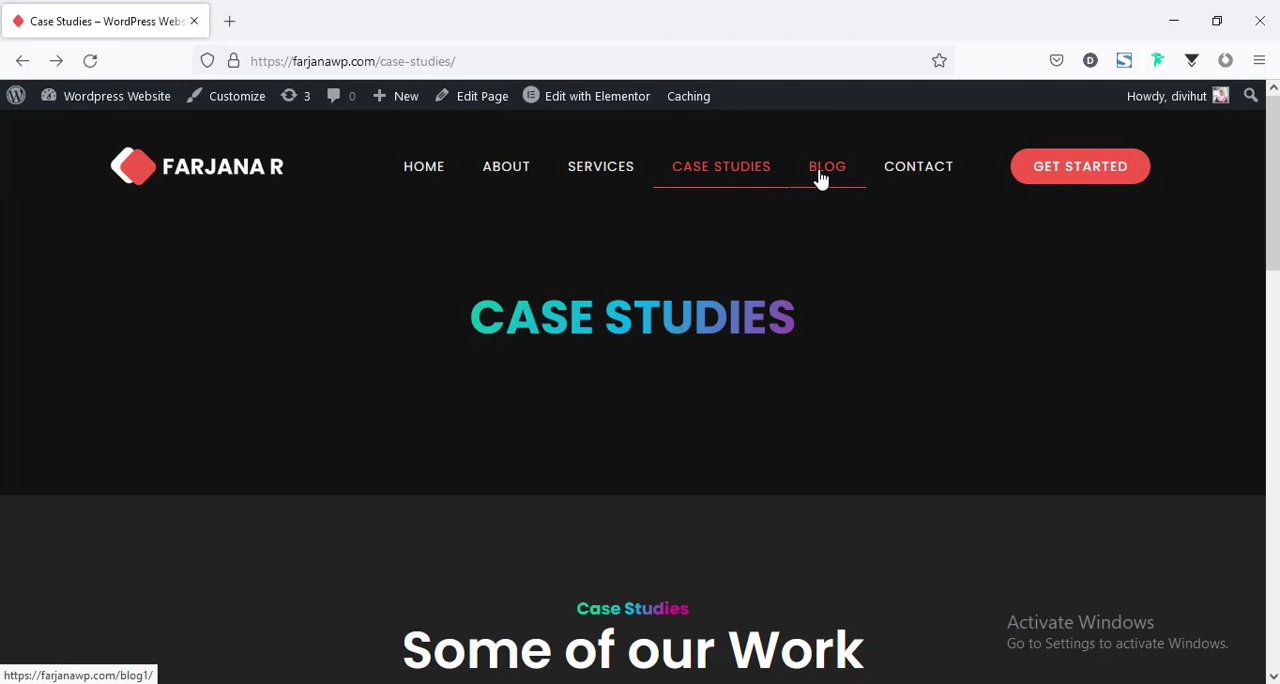 Case Studies – WordPress Webs
https://farjanawp.com/case-studies/
Wordpress Website Customize 3 0 New Edit Page Edit with Elementor Caching Howdy, divihut
FARJANA R HOME ABOUT SERVICES CASE STUDIES BLOG CONTACT GET STARTED
CASE STUDIES
Case Studies
Some of our Work
Activate Windows
Go to Settings to activate Windows.
https://farjanawp.com/blog1/